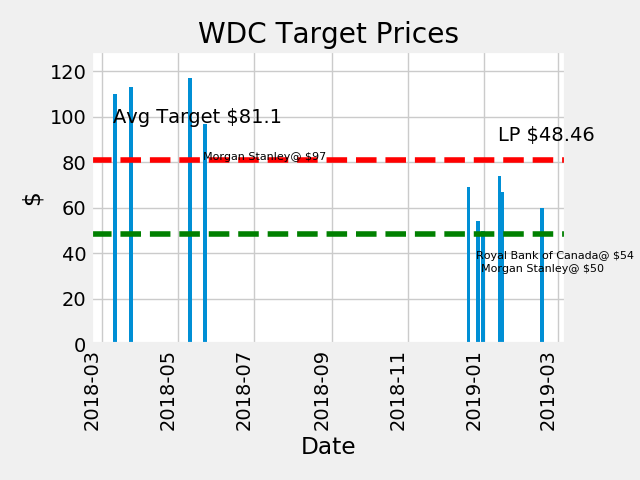 WDC Target Prices
120
100
80
60
40
20
0
$
Avg Target $81.1
LP $48.46
Morgan Stanley@ $97
Royal Bank of Canada@ $54
Morgan Stanley@ $50
2018-03
2018-05
2018-07
2018-09
2018-11
2019-01
2019-03
Date